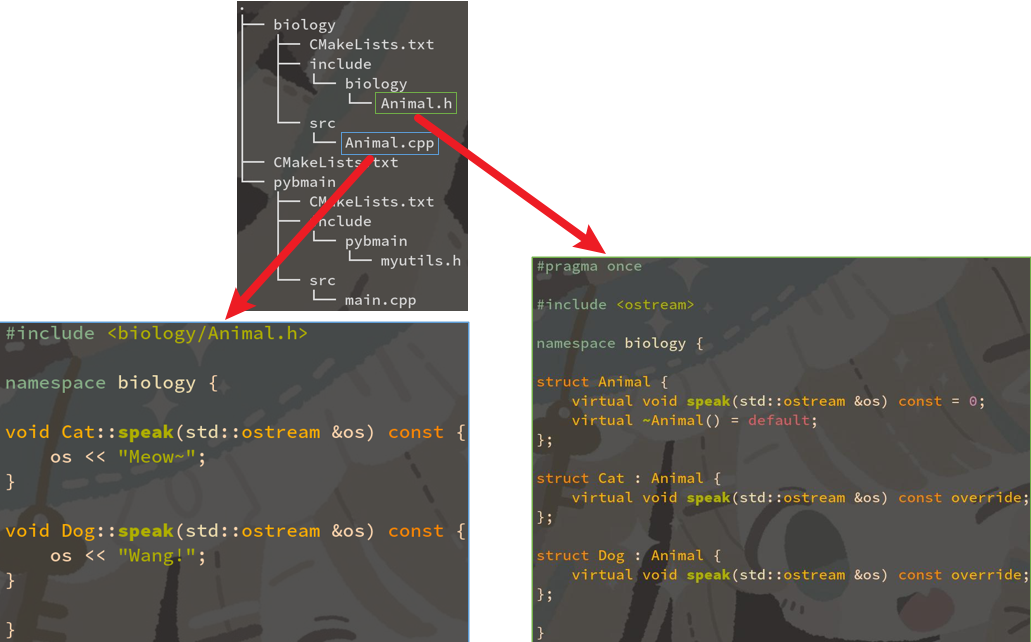 .
├── biology
│   ├── CMakeLists.txt
│   ├── include
│   │   └── biology
│   │       └── Animal.h
│   └── src
│       └── Animal.cpp
├── CMakeLists.txt
└── pybmain
    ├── CMakeLists.txt
    ├── include
    │   └── pybmain
    │       └── myutils.h
    └── src
        └── main.cpp
#include <biology/Animal.h>
namespace biology {
void Cat::speak(std::ostream &os) const {
    os << "Meow~";
}
void Dog::speak(std::ostream &os) const {
    os << "Wang!";
}
}
#pragma once
#include <ostream>
namespace biology {
struct Animal {
    virtual void speak(std::ostream &os) const = 0;
    virtual ~Animal() = default;
};
struct Cat : Animal {
    virtual void speak(std::ostream &os) const override;
};
struct Dog : Animal {
    virtual void speak(std::ostream &os) const override;
};
}